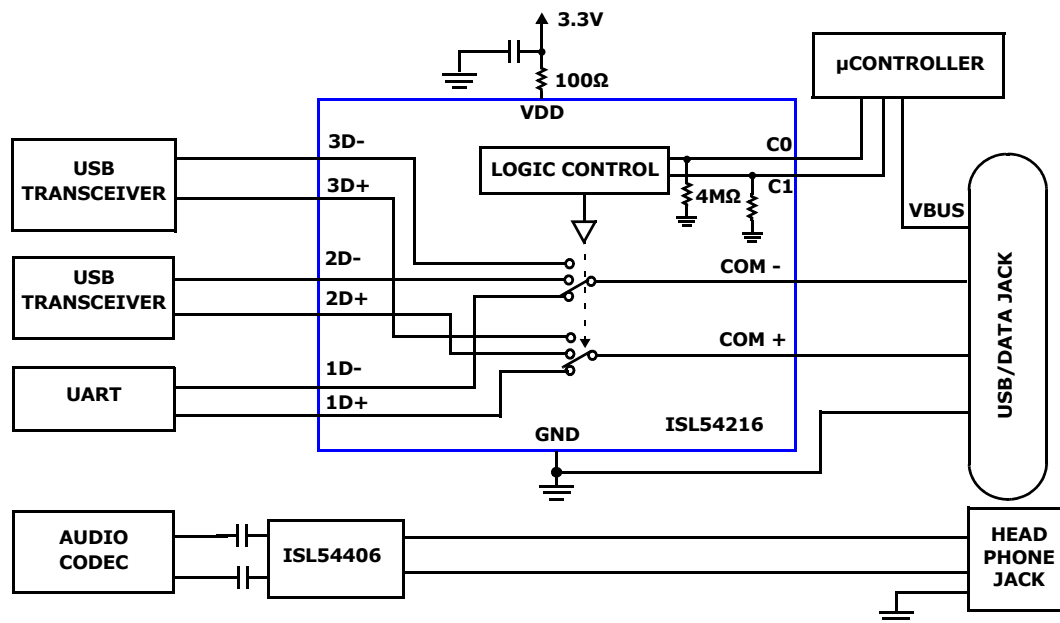 3.3V
µCONTROLLER
100Ω
VDD
3D-
C0
USB
TRANSCEIVER
LOGIC CONTROL
3D+
4MΩ
C1
VBUS
2D-
COM -
USB
TRANSCEIVER
2D+
COM +
USB/DATA JACK
1D-
UART
1D+
ISL54216
GND
AUDIO
CODEC
ISL54406
HEAD
PHONE
JACK